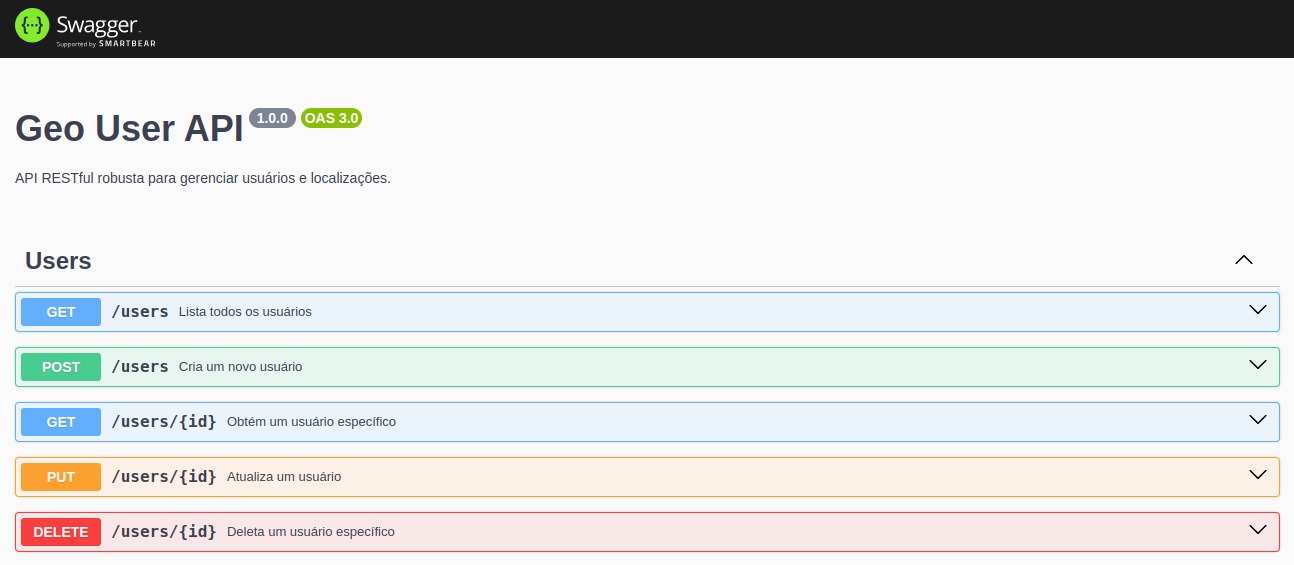 {···} Swagger
Supported by SMARTBEAR
Geo User API 1.0.0 OAS 3.0
API RESTful robusta para gerenciar usuários e localizações.
Users
GET /users Lista todos os usuários
POST /users Cria um novo usuário
GET /users/{id} Obtém um usuário específico
PUT /users/{id} Atualiza um usuário
DELETE /users/{id} Deleta um usuário específico